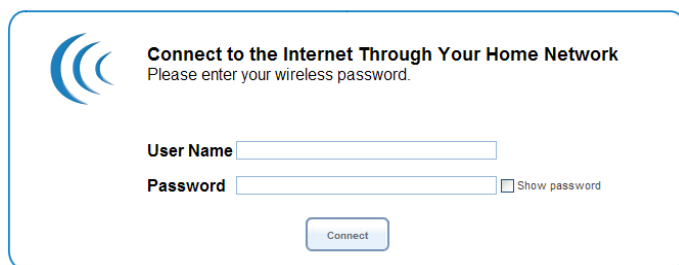 Connect to the Internet Through Your Home Network
Please enter your wireless password.
User Name
Password Show password
Connect